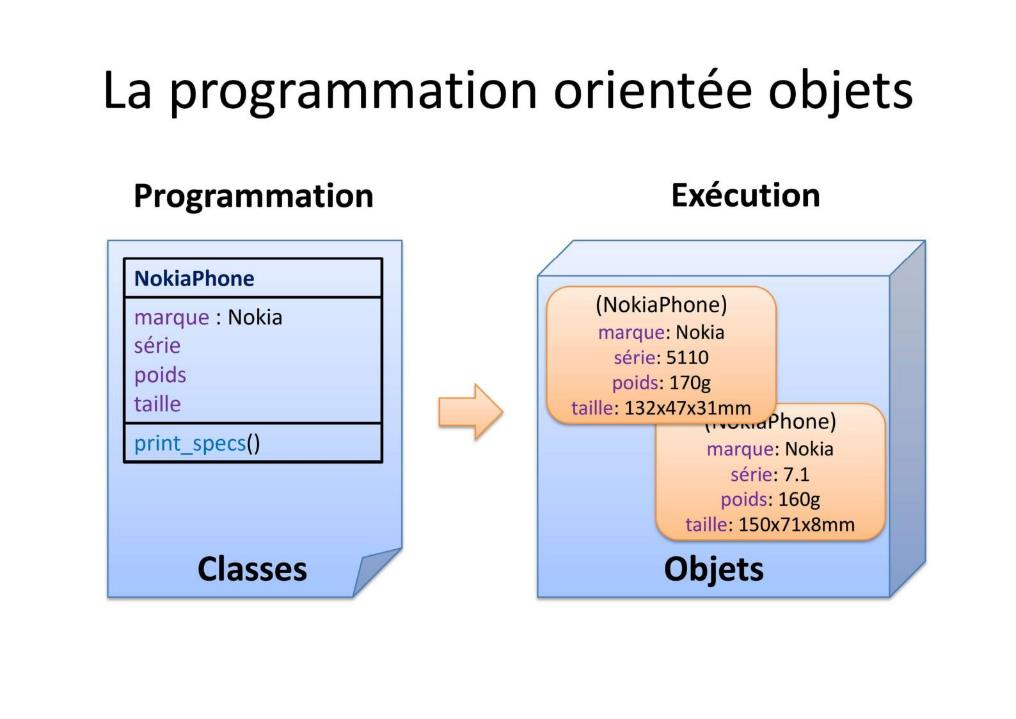 La programmation orientée objets
Programmation
NokiaPhone
marque : Nokia
série
poids
taille
print_specs()
Classes
Exécution
(NokiaPhone)
marque: Nokia
série: 5110
poids: 170g
taille: 132x47x31mm
(NokiaPhone)
marque: Nokia
série: 7.1
poids: 160g
taille: 150x71x8mm
Objets